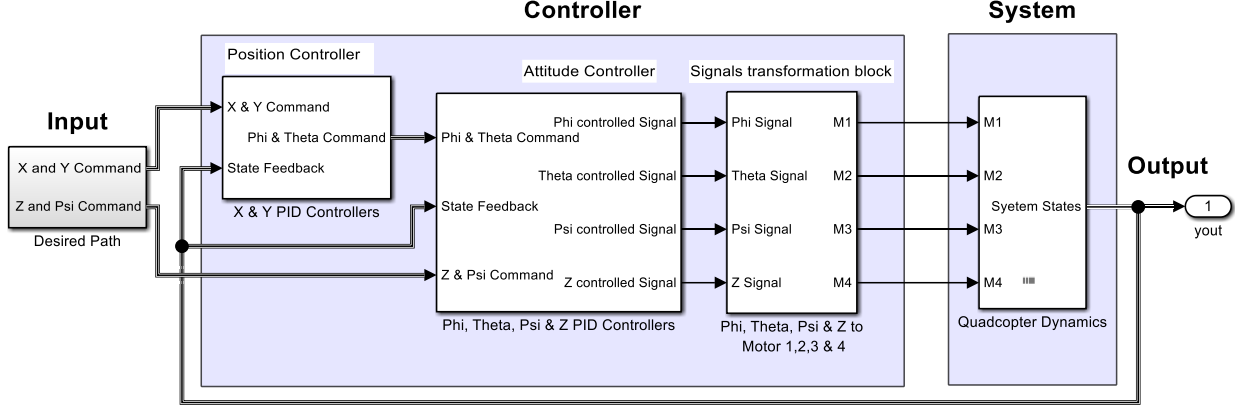 Controller
System
Position Controller
Attitude Controller
Signals transformation block
Input
X and Y Command
Z and Psi Command
Desired Path
X & Y Command
Phi & Theta Command
State Feedback
X & Y PID Controllers
Phi controlled Signal
Phi & Theta Command
Theta controlled Signal
State Feedback
Psi controlled Signal
Z & Psi Command
Z controlled Signal
Phi, Theta, Psi & Z PID Controllers
Phi Signal
M1
Theta Signal
M2
Psi Signal
M3
Z Signal
M4
Phi, Theta, Psi & Z to
Motor 1,2,3 & 4
M1
M2
Syetem States
M3
M4
Quadcopter Dynamics
Output
1
yout